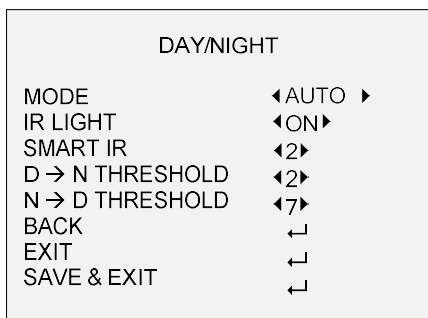 DAY/NIGHT
MODE ◂AUTO ▸
IR LIGHT ◂ON▸
SMART IR ◂2▸
D → N THRESHOLD ◂2▸
N → D THRESHOLD ◂7▸
BACK ↵
EXIT ↵
SAVE & EXIT ↵